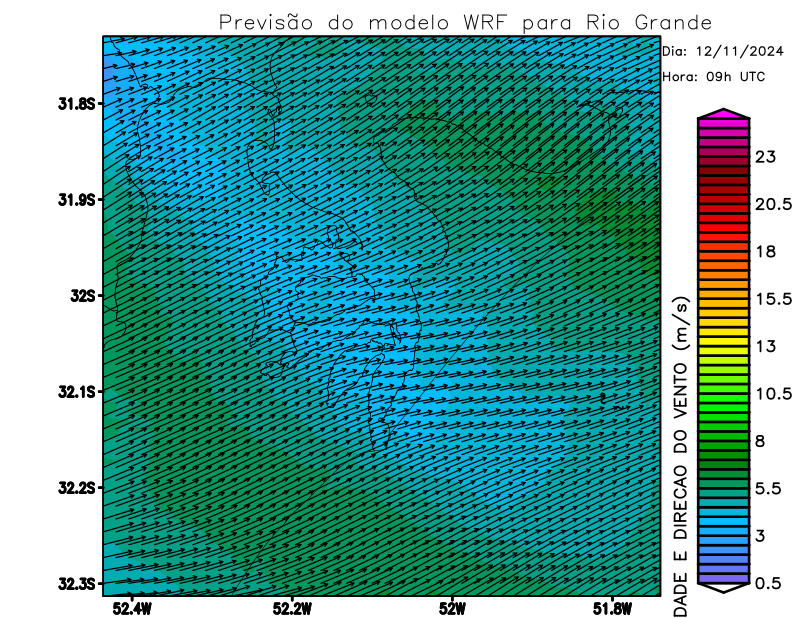 Previsão do modelo WRF para Rio Grande
Dia: 12/11/2024
Hora: 09h UTC
31.8S
31.9S
32S
32.1S
32.2S
32.3S
52.4W
52.2W
52W
51.8W
23
20.5
18
15.5
13
10.5
8
5.5
3
0.5
DADE E DIRECAO DO VENTO (m/s)